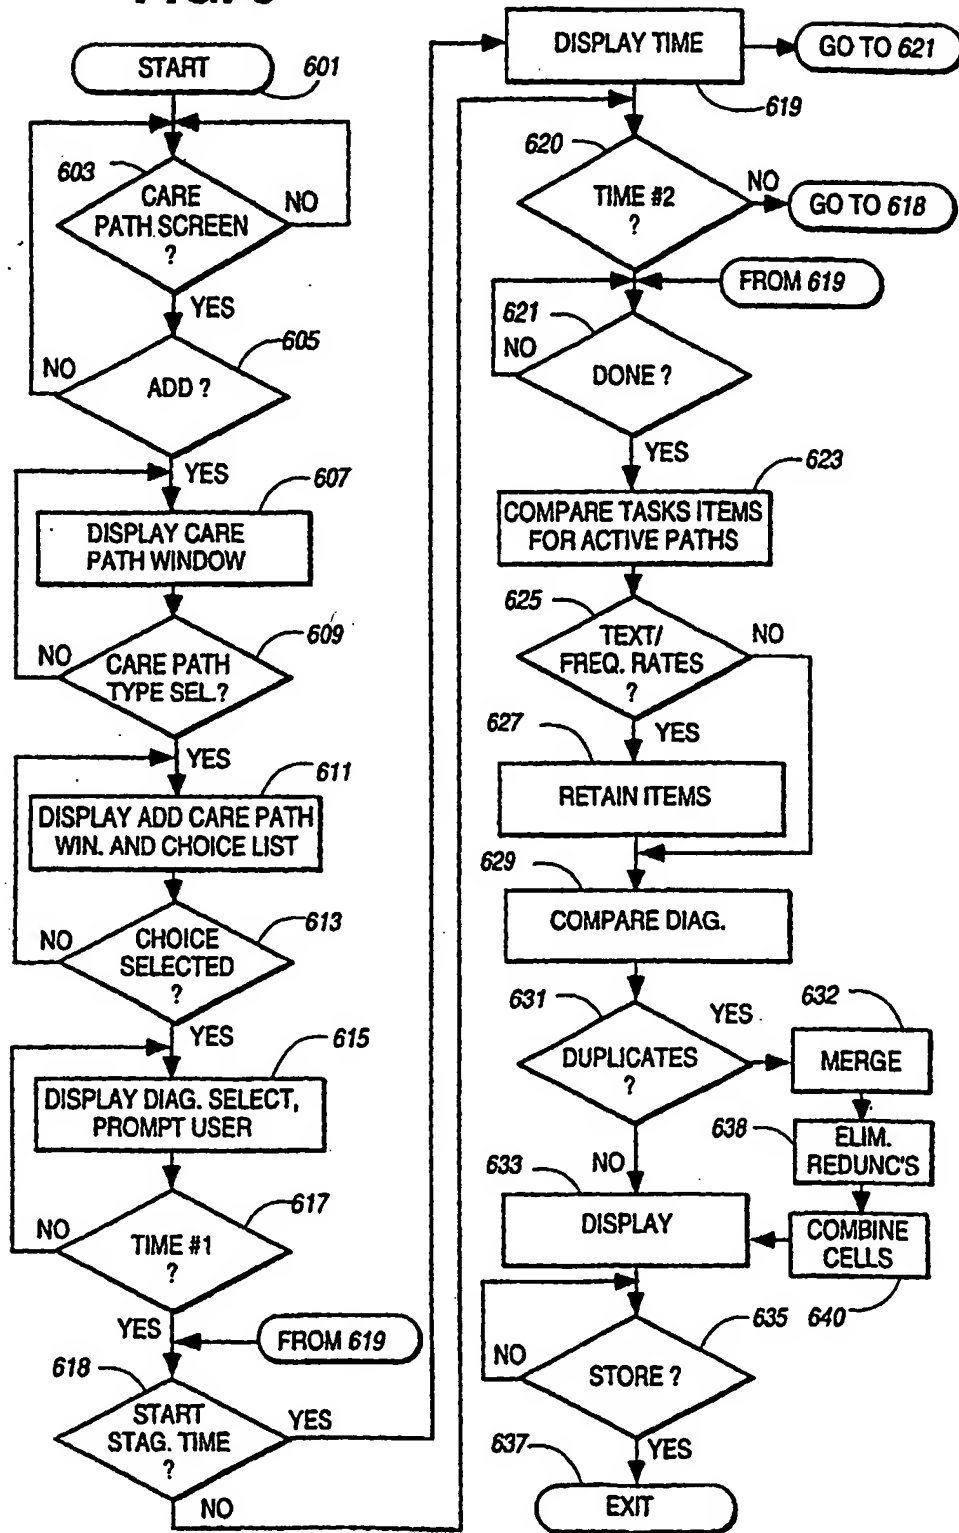 START
601
603
CARE
PATH SCREEN
?
NO
YES
605
NO
ADD ?
YES
607
DISPLAY CARE
PATH WINDOW
609
NO
CARE PATH
TYPE SEL.?
YES
611
DISPLAY ADD CARE PATH
WIN. AND CHOICE LIST
613
NO
CHOICE
SELECTED
?
YES
615
DISPLAY DIAG. SELECT,
PROMPT USER
617
NO
TIME #1
?
YES
FROM 619
618
START
STAG. TIME
?
YES
NO
DISPLAY TIME
GO TO 621
619
620
TIME #2
?
NO
GO TO 618
FROM 619
621
NO
DONE ?
YES
623
COMPARE TASKS ITEMS
FOR ACTIVE PATHS
625
TEXT/
FREQ. RATES
?
NO
627
YES
RETAIN ITEMS
629
COMPARE DIAG.
631
DUPLICATES
?
YES
632
MERGE
638
ELIM.
REDUNC'S
NO
633
DISPLAY
COMBINE
CELLS
635
640
NO
STORE ?
YES
637
EXIT